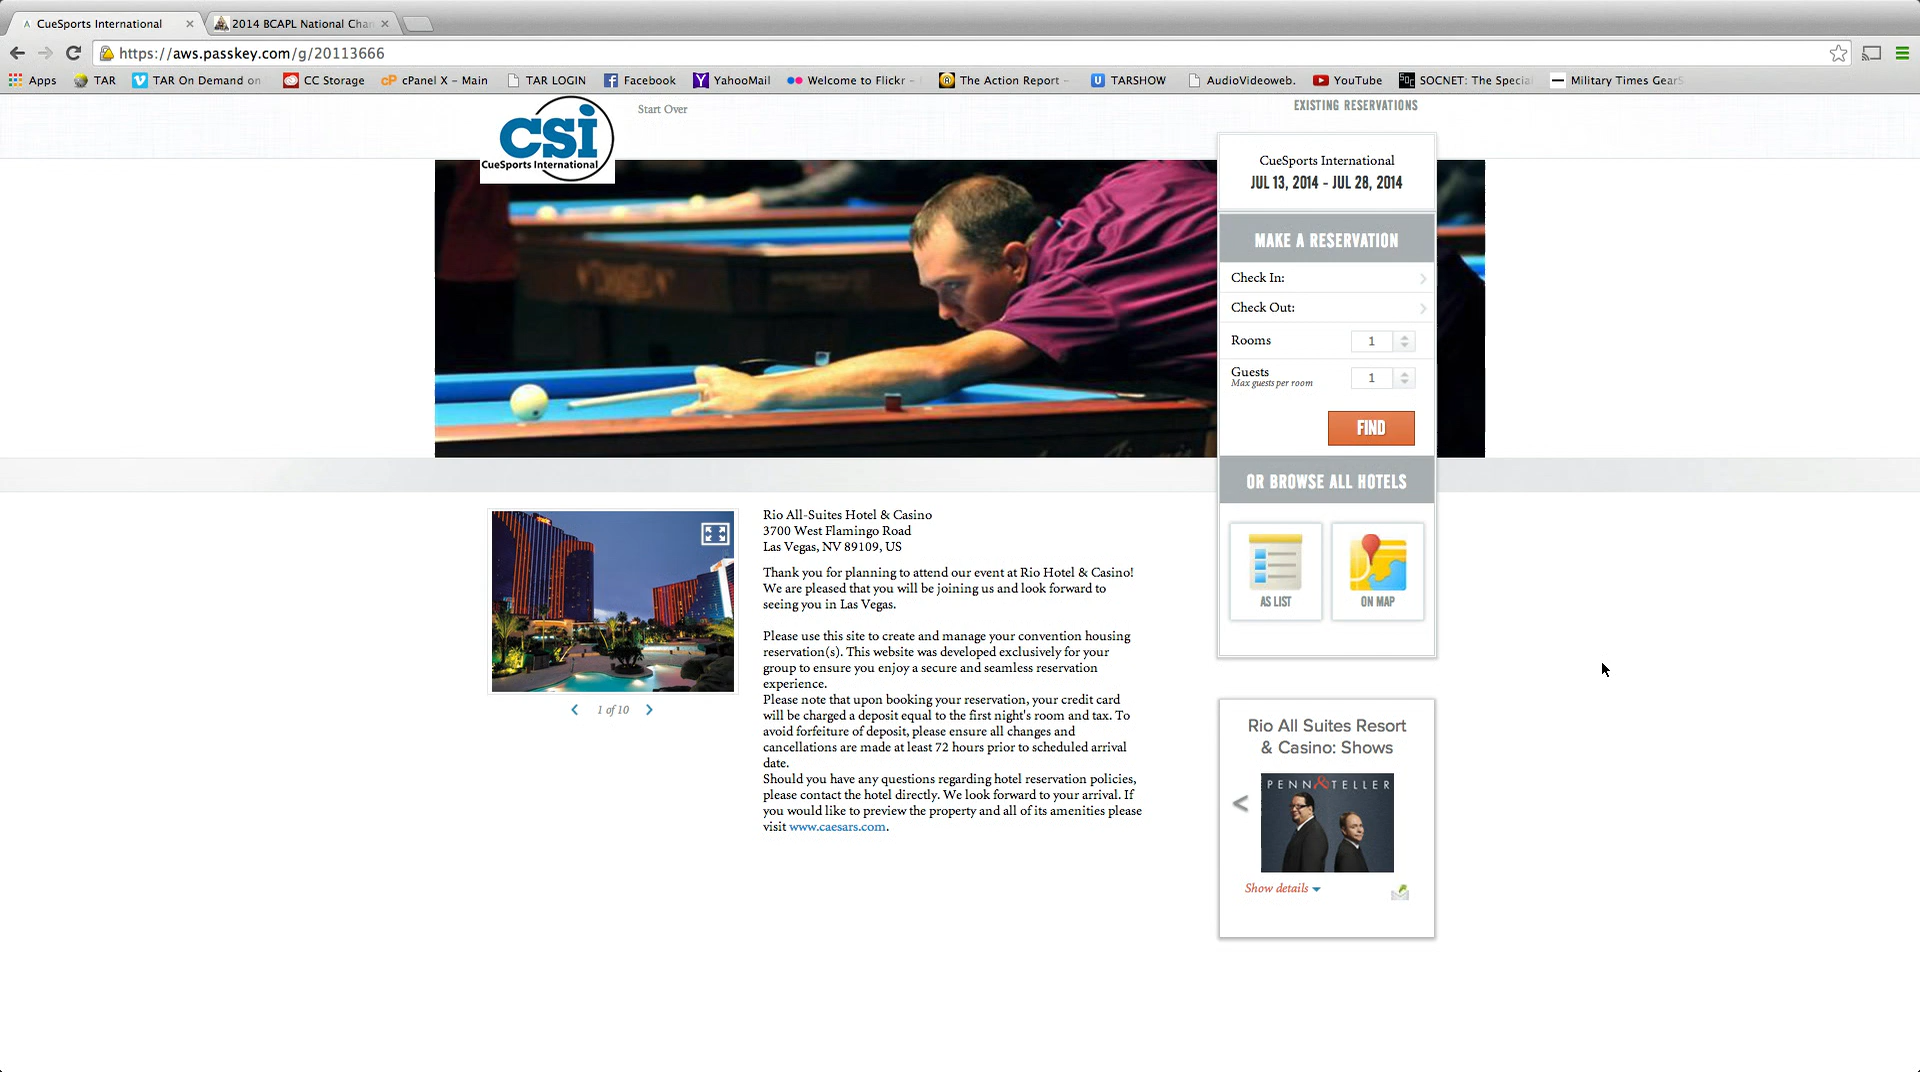 CueSports International
2014 BCAPL National Chan
https://aws.passkey.com/g/20113666
Apps
TAR
TAR On Demand on
CC Storage
cPanel X - Main
TAR LOGIN
Facebook
YahooMail
Welcome to Flickr -
The Action Report -
TARSHOW
AudioVideoweb.
YouTube
SOCNET: The Specia
Military Times GearS
csi
CueSports International
Start Over
EXISTING RESERVATIONS
CueSports International
JUL 13, 2014 - JUL 28, 2014
MAKE A RESERVATION
Check In:
Check Out:
Rooms 1
Guests 1
Max guests per room
FIND
OR BROWSE ALL HOTELS
AS LIST
ON MAP
1 of 10
Rio All-Suites Hotel & Casino
3700 West Flamingo Road
Las Vegas, NV 89109, US
Thank you for planning to attend our event at Rio Hotel & Casino!
We are pleased that you will be joining us and look forward to
seeing you in Las Vegas.
Please use this site to create and manage your convention housing
reservation(s). This website was developed exclusively for your
group to ensure you enjoy a secure and seamless reservation
experience.
Please note that upon booking your reservation, your credit card
will be charged a deposit equal to the first night's room and tax. To
avoid forfeiture of deposit, please ensure all changes and
cancellations are made at least 72 hours prior to scheduled arrival
date.
Should you have any questions regarding hotel reservation policies,
please contact the hotel directly. We look forward to your arrival. If
you would like to preview the property and all of its amenities please
visit www.caesars.com.
Rio All Suites Resort
& Casino: Shows
PENN & TELLER
Show details